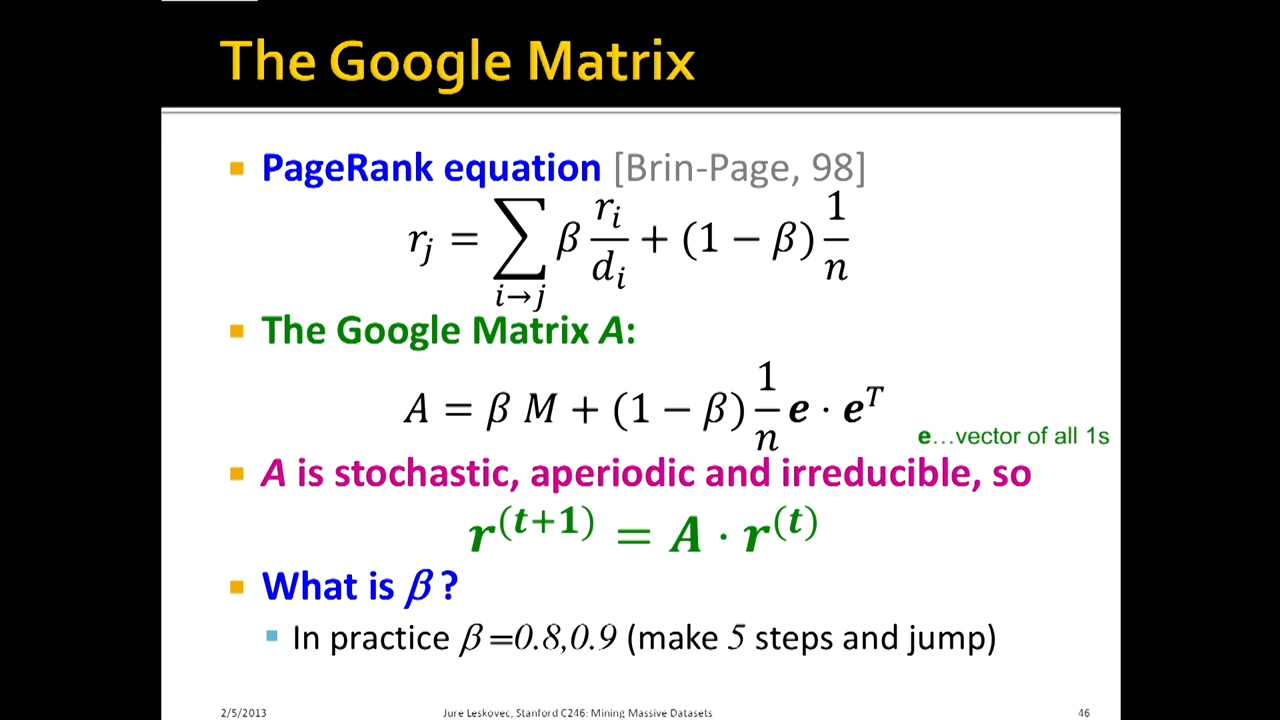 The Google Matrix
PageRank equation [Brin-Page, 98]
r_j = ∑_{i→j} β r_i/d_i + (1 − β) 1/n
The Google Matrix A:
A = β M + (1 − β) 1/n e · e^T
e…vector of all 1s
A is stochastic, aperiodic and irreducible, so
r^(t+1) = A · r^(t)
What is β?
In practice β=0.8,0.9 (make 5 steps and jump)
2/5/2013 Jure Leskovec, Stanford C246: Mining Massive Datasets 46